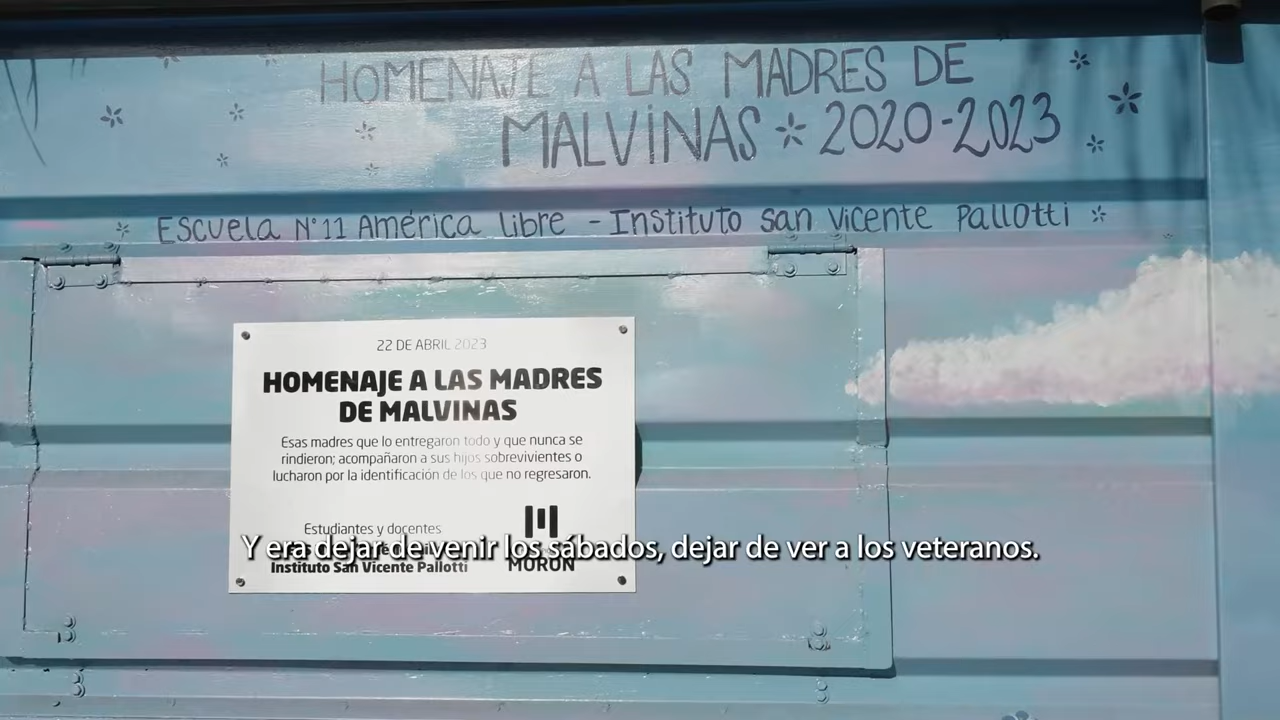 HOMENAJE A LAS MADRES DE
MALVINAS * 2020-2023
ESCUELA N°11 AMÉRICA LIBRE - INSTITUTO SAN VICENTE PALLOTTI
22 DE ABRIL 2023
HOMENAJE A LAS MADRES
DE MALVINAS
Esas madres que lo entregaron todo y que nunca se
rindieron; acompañaron a sus hijos sobrevivientes o
lucharon por la identificación de los que no regresaron.
Estudiantes y docentes
Instituto San Vicente Pallotti
MORÓN
Y era dejar de venir los sábados, dejar de ver a los veteranos.